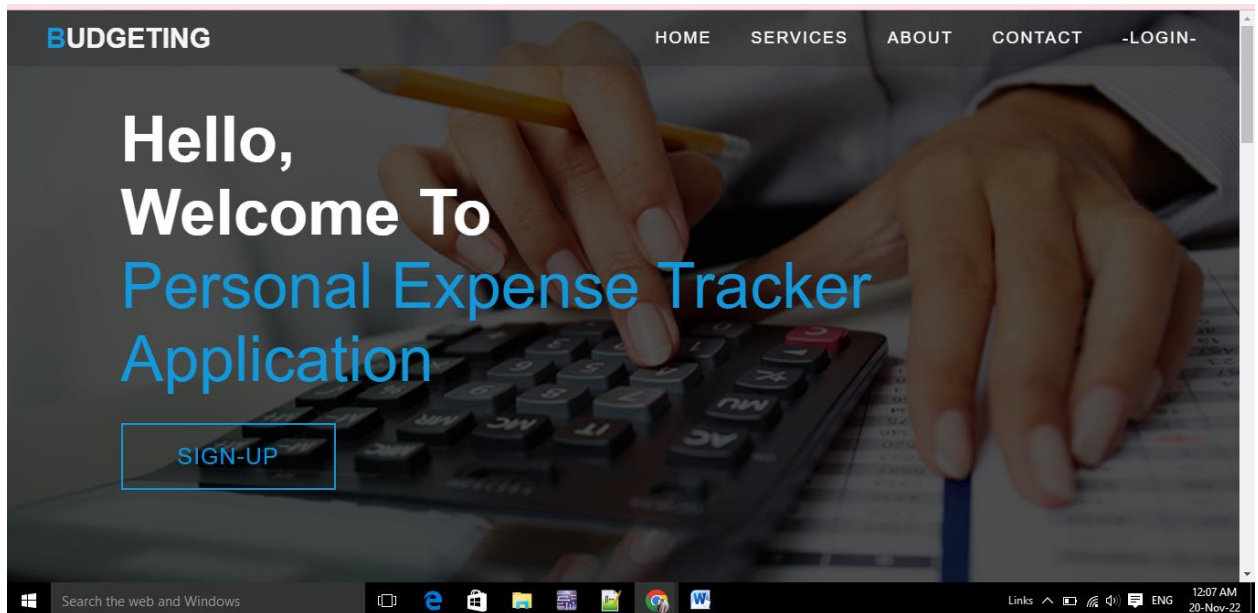 BUDGETING
HOME SERVICES ABOUT CONTACT -LOGIN-
Hello,
Welcome To
Personal Expense Tracker
Application
SIGN-UP
Search the web and Windows
Links ENG 12:07 AM
20-Nov-22